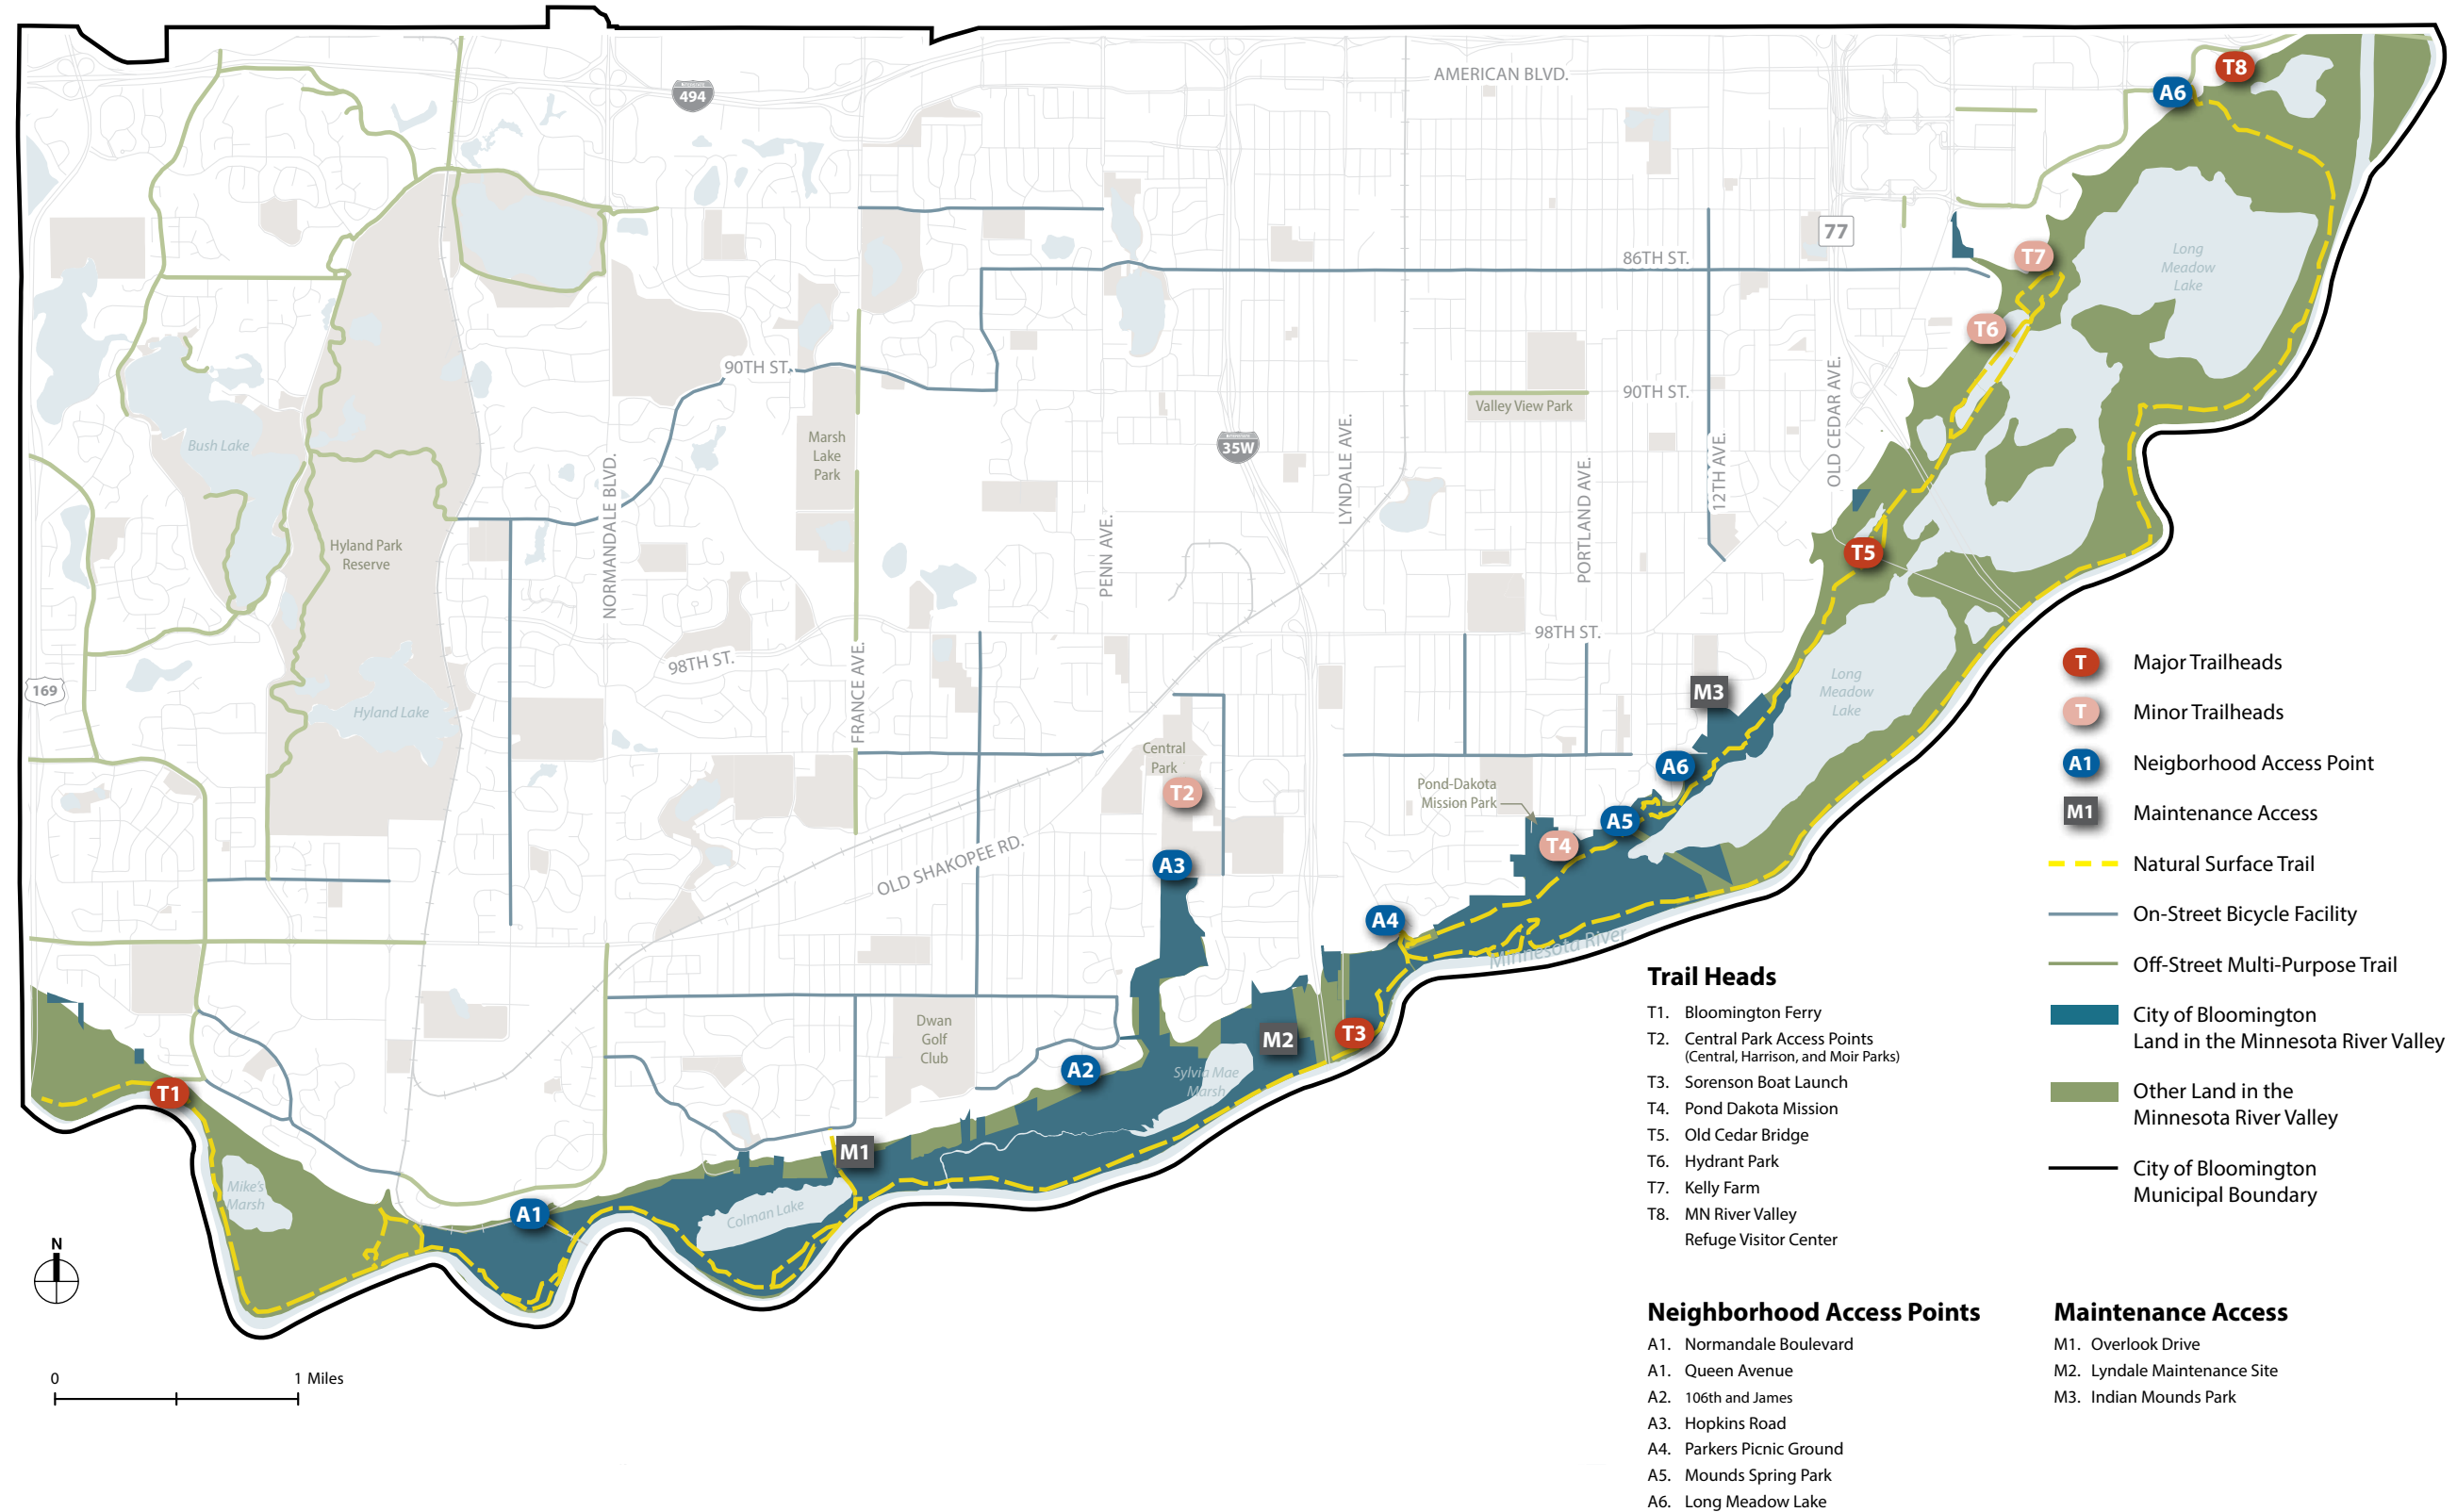 AMERICAN BLVD.
494
T8
A6
77
86TH ST.
T7
Long
Meadow
Lake
T6
90TH ST.
90TH ST.
Valley View Park
Bush Lake
Marsh
Lake
Park
35W
NORMANDALE BLVD.
LYNDALE AVE.
PORTLAND AVE.
12TH AVE.
OLD CEDAR AVE.
Hyland Park
Reserve
PENN AVE.
T5
98TH ST.
98TH ST.
FRANCE AVE.
169
Hyland Lake
M3
Long
Meadow
Lake
Central
Park
T2
A6
Pond-Dakota
Mission Park
A5
T4
OLD SHAKOPEE RD.
A3
A4
Minnesota River
Dwan
Golf
Club
M2
T3
A2
Sylvia Mae
Marsh
T1
M1
Mike's
Marsh
A1
Colman Lake
N
0
1 Miles
T
Major Trailheads
T
Minor Trailheads
A1
Neigborhood Access Point
M1
Maintenance Access
Natural Surface Trail
On-Street Bicycle Facility
Off-Street Multi-Purpose Trail
City of Bloomington
Land in the Minnesota River Valley
Other Land in the
Minnesota River Valley
City of Bloomington
Municipal Boundary
Trail Heads
T1. Bloomington Ferry
T2. Central Park Access Points
(Central, Harrison, and Moir Parks)
T3. Sorenson Boat Launch
T4. Pond Dakota Mission
T5. Old Cedar Bridge
T6. Hydrant Park
T7. Kelly Farm
T8. MN River Valley
Refuge Visitor Center
Neighborhood Access Points
A1. Normandale Boulevard
A1. Queen Avenue
A2. 106th and James
A3. Hopkins Road
A4. Parkers Picnic Ground
A5. Mounds Spring Park
A6. Long Meadow Lake
Maintenance Access
M1. Overlook Drive
M2. Lyndale Maintenance Site
M3. Indian Mounds Park